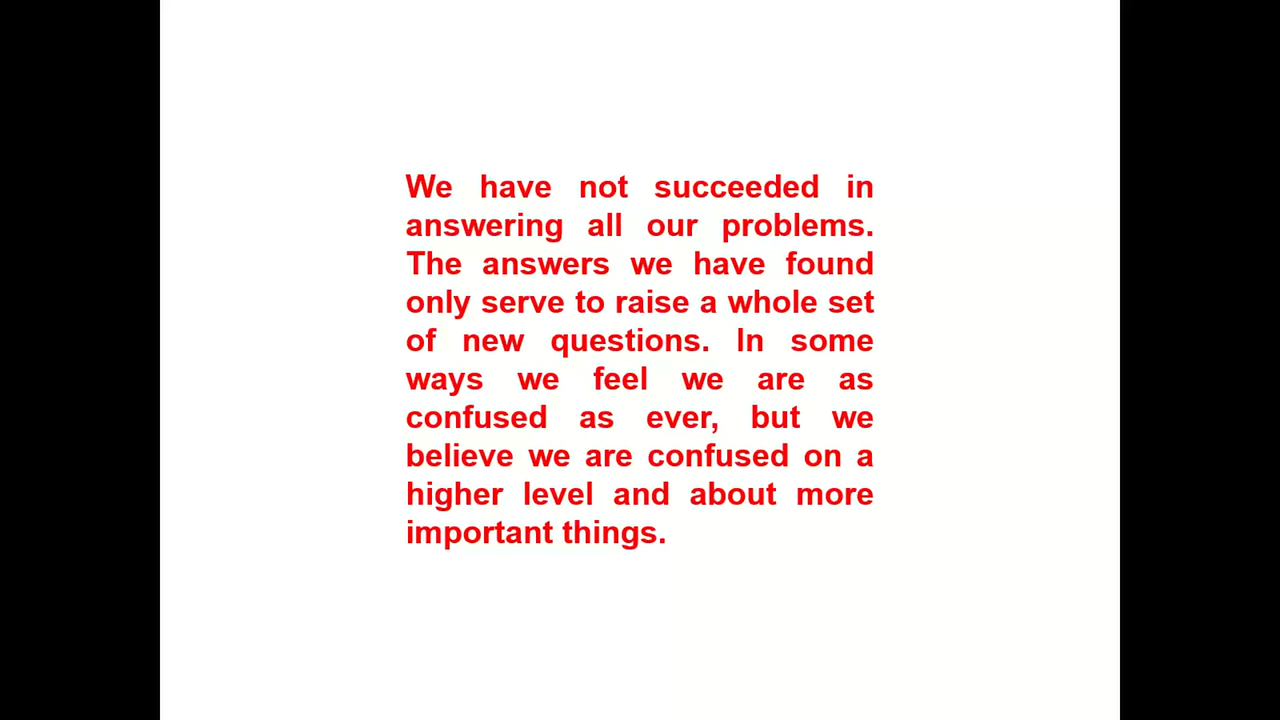 We have not succeeded in
answering all our problems.
The answers we have found
only serve to raise a whole set
of new questions. In some
ways we feel we are as
confused as ever, but we
believe we are confused on a
higher level and about more
important things.